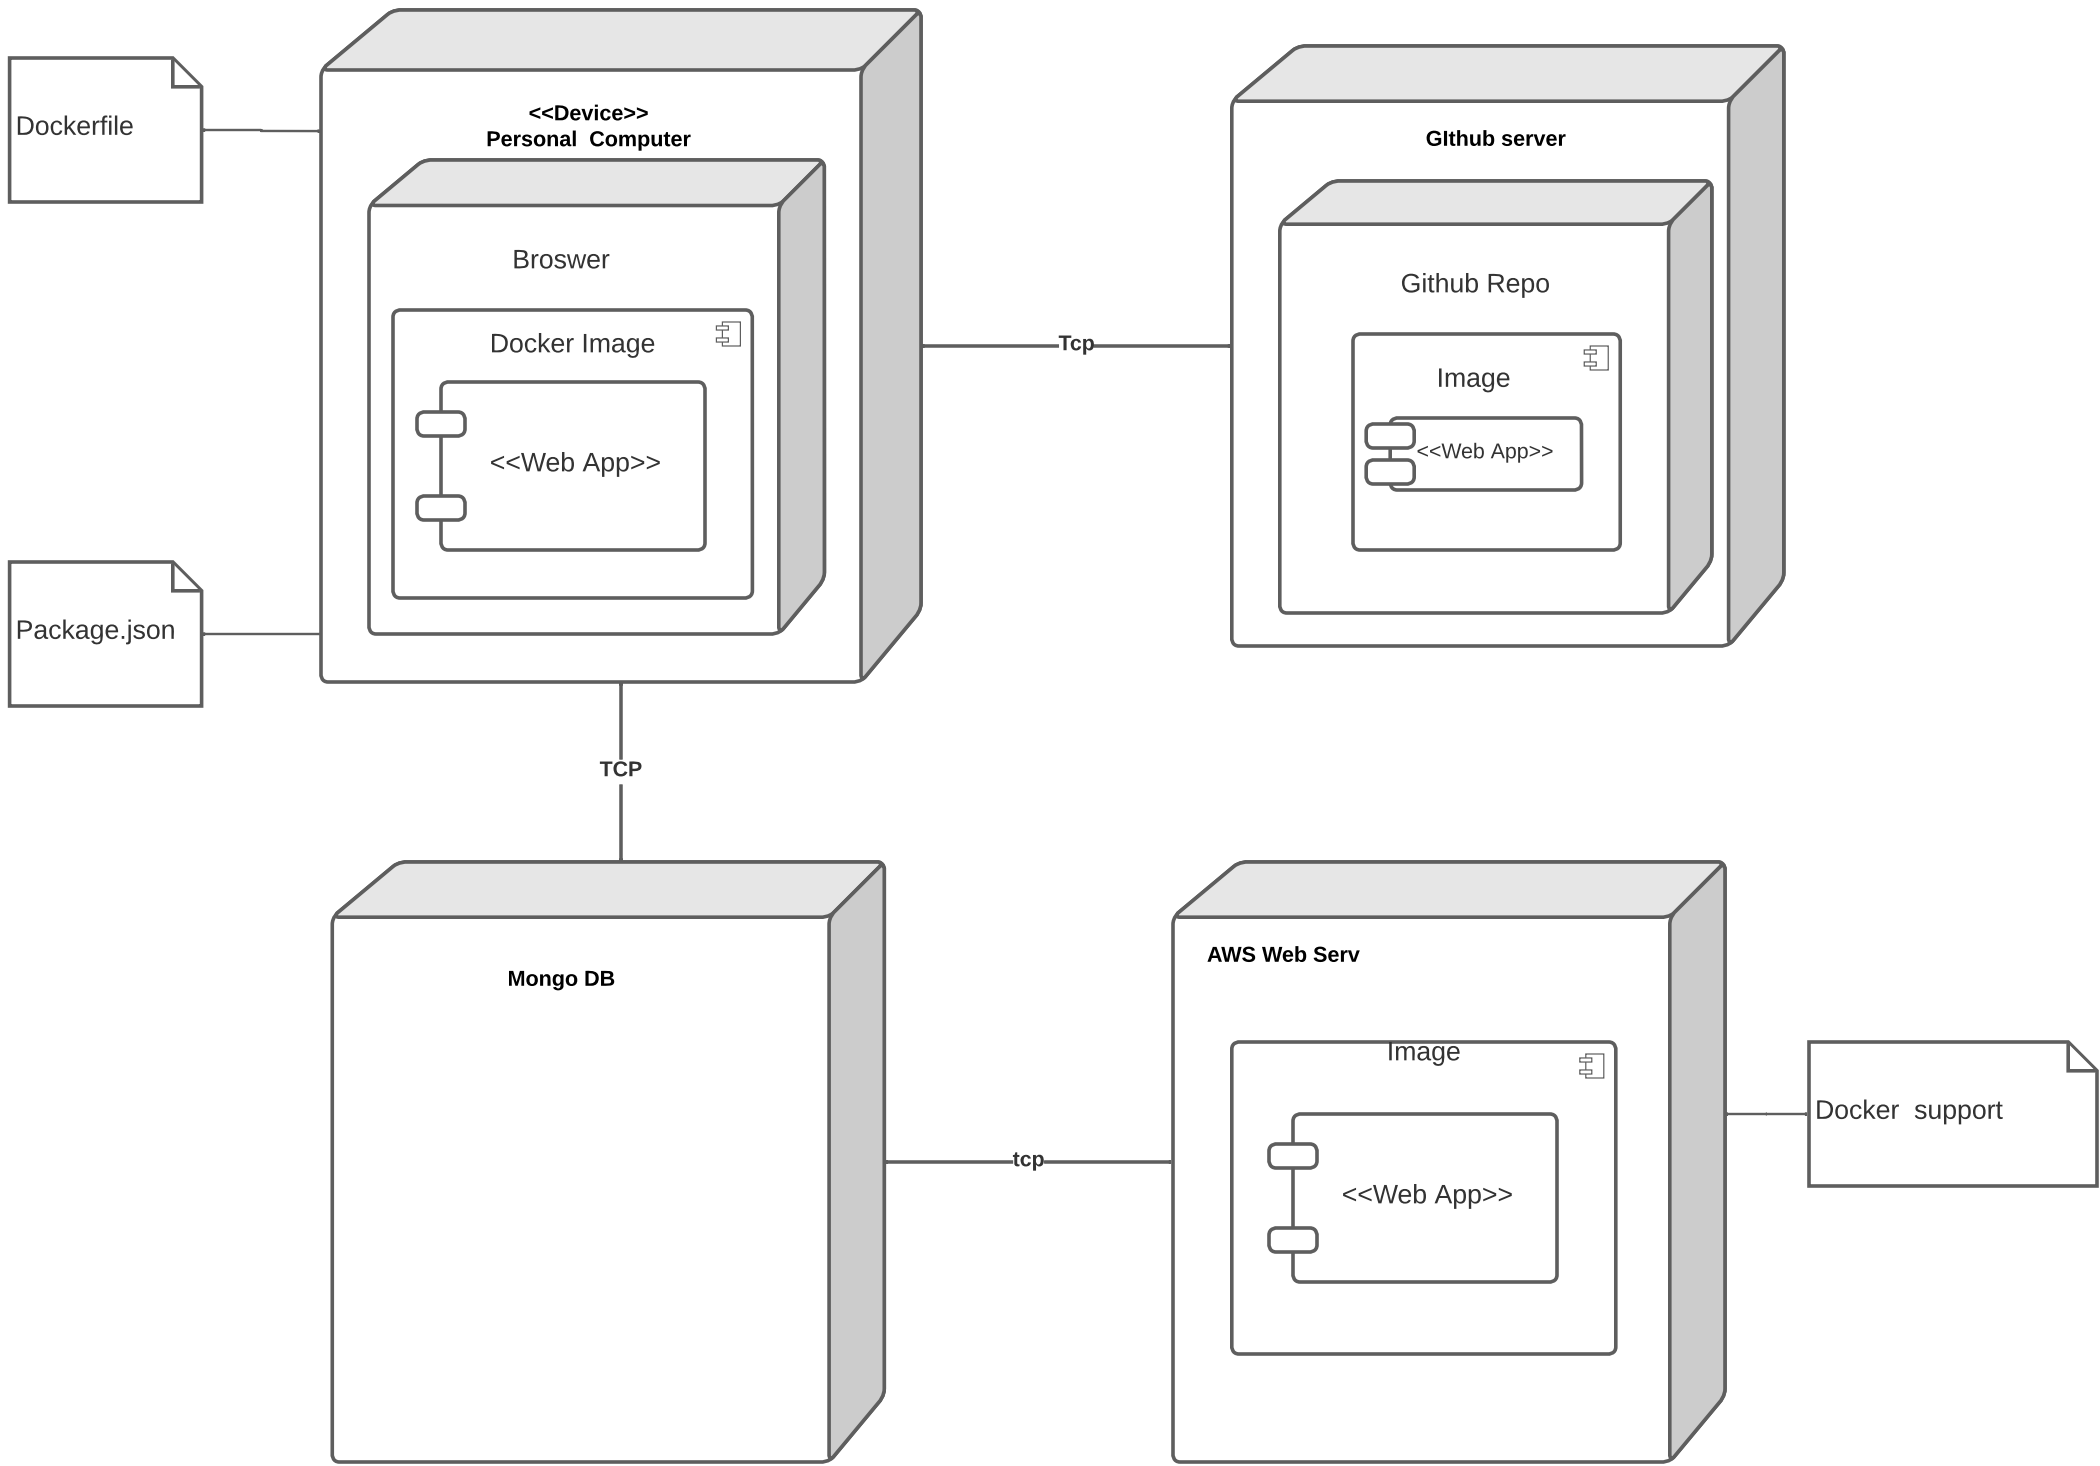 Dockerfile
<<Device>>
Personal  Computer
Broswer
Docker Image
<<Web App>>
Tcp
GIthub server
Github Repo
Image
<<Web App>>
Package.json
TCP
Mongo DB
tcp
AWS Web Serv
Image
<<Web App>>
Docker  support